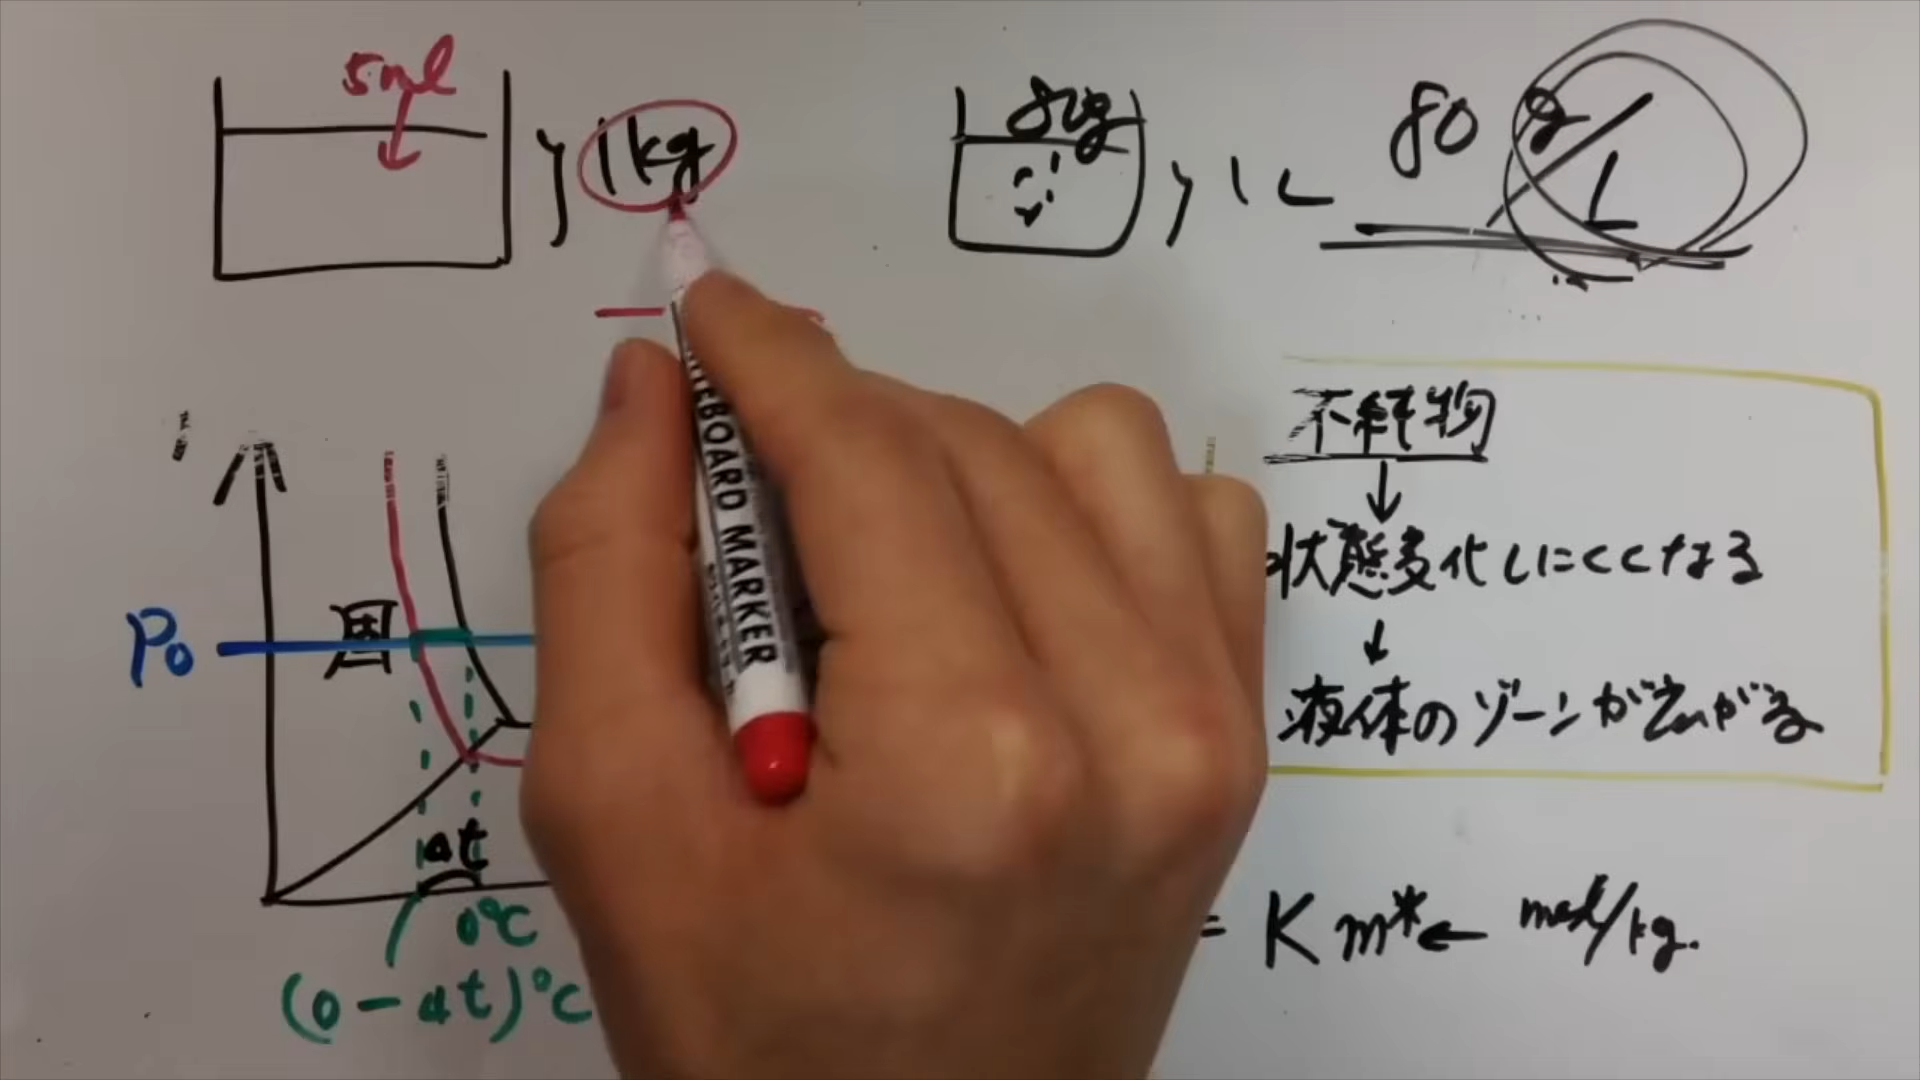 5ml
1kg
80g
1L
80 g/L
WHITEBOARD MARKER
不純物
↓
状態変化しにくくなる
↓
液体のゾーンが広がる
P₀
固
Δt
0℃
(0-Δt)℃
= K m* ← mol/kg.